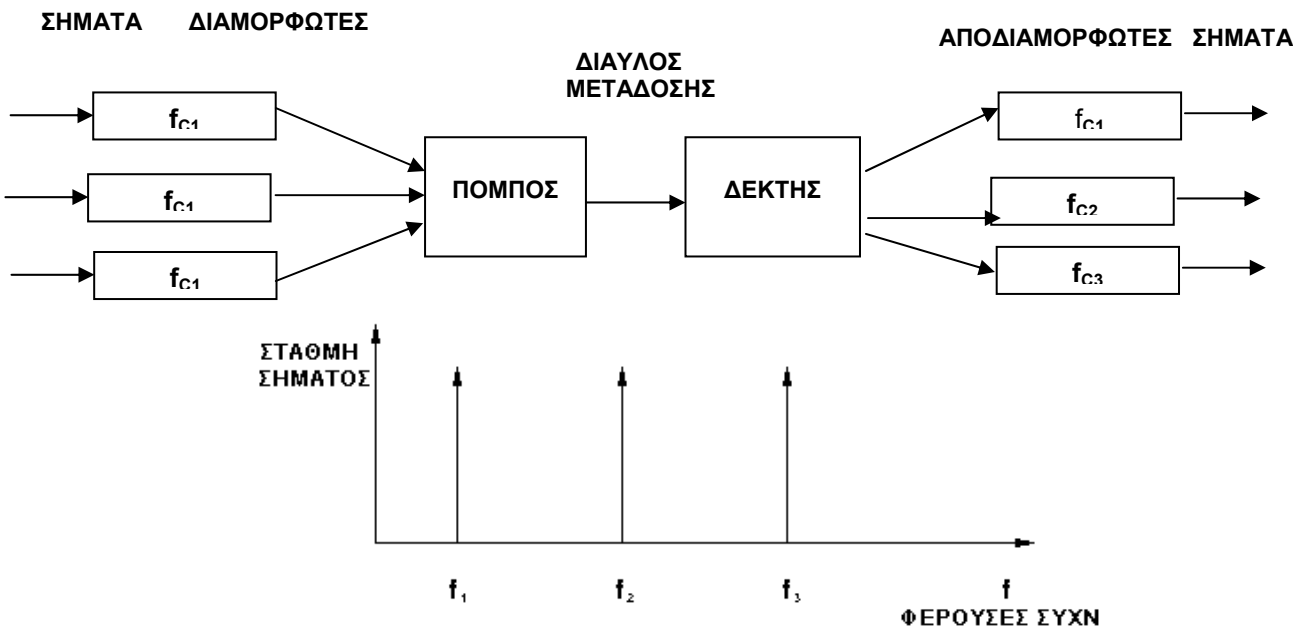 ΣΗΜΑΤΑ ΔΙΑΜΟΡΦΩΤΕΣ
ΑΠΟΔΙΑΜΟΡΦΩΤΕΣ ΣΗΜΑΤΑ
ΔΙΑΥΛΟΣ
ΜΕΤΑΔΟΣΗΣ
fC1
fC1
fC1
ΠΟΜΠΟΣ
ΔΕΚΤΗΣ
fC1
fC2
fC3
ΣΤΑΘΜΗ
ΣΗΜΑΤΟΣ
f1 f2 f3 f
ΦΕΡΟΥΣΕΣ ΣΥΧΝ